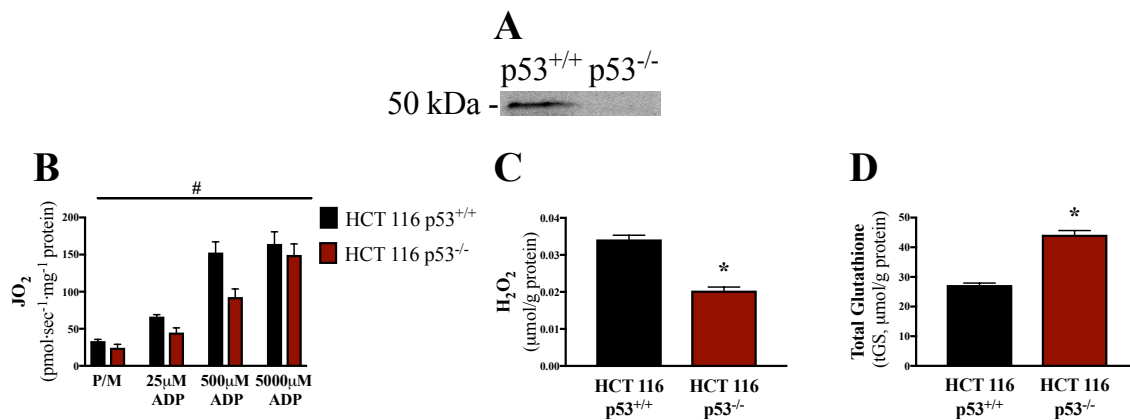 A
p53+/+ p53-/-
50 kDa -
B
#
JO2
(pmol·sec-1·mg-1 protein)
200
150
100
50
0
P/M
25μM
ADP
500μM
ADP
5000μM
ADP
HCT 116 p53+/+
HCT 116 p53-/-
C
H2O2
(μmol/g protein)
0.04
0.03
0.02
0.01
0.00
*
HCT 116
p53+/+
HCT 116
p53-/-
D
Total Glutathione
(tGS, μmol/g protein)
50
40
30
20
10
0
*
HCT 116
p53+/+
HCT 116
p53-/-